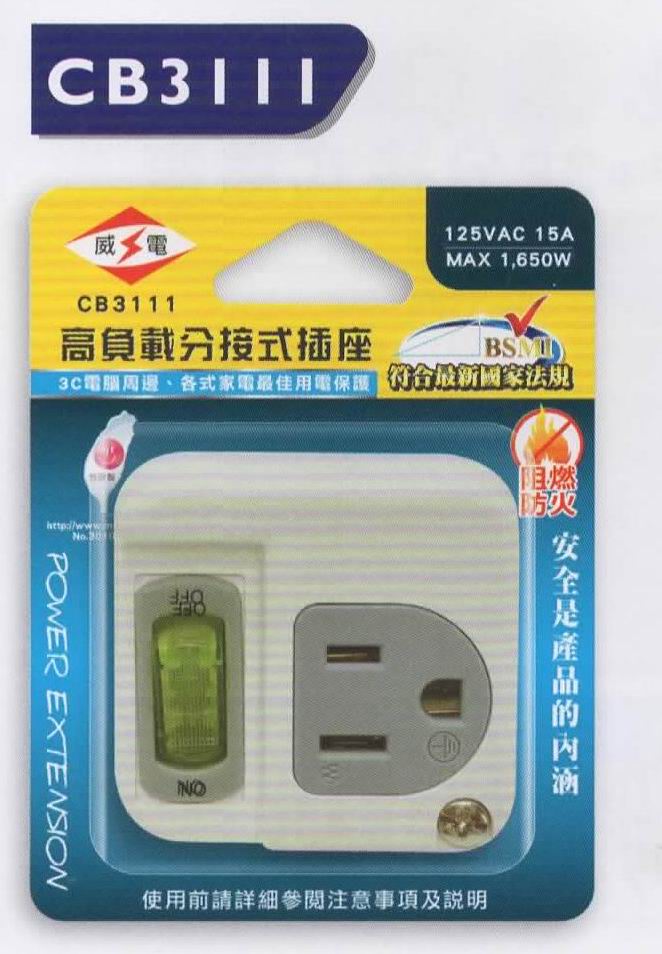 CB3111
威電
125VAC 15A
MAX 1,650W
CB3111
高負載分接式插座
BSMI
3C電腦周邊、各式家電最佳用電保護
符合最新國家法規
阻燃
防火
http://www
安全是產品的內涵
POWER EXTENSION
OFF
ON
W
使用前請詳細參閱注意事項及說明